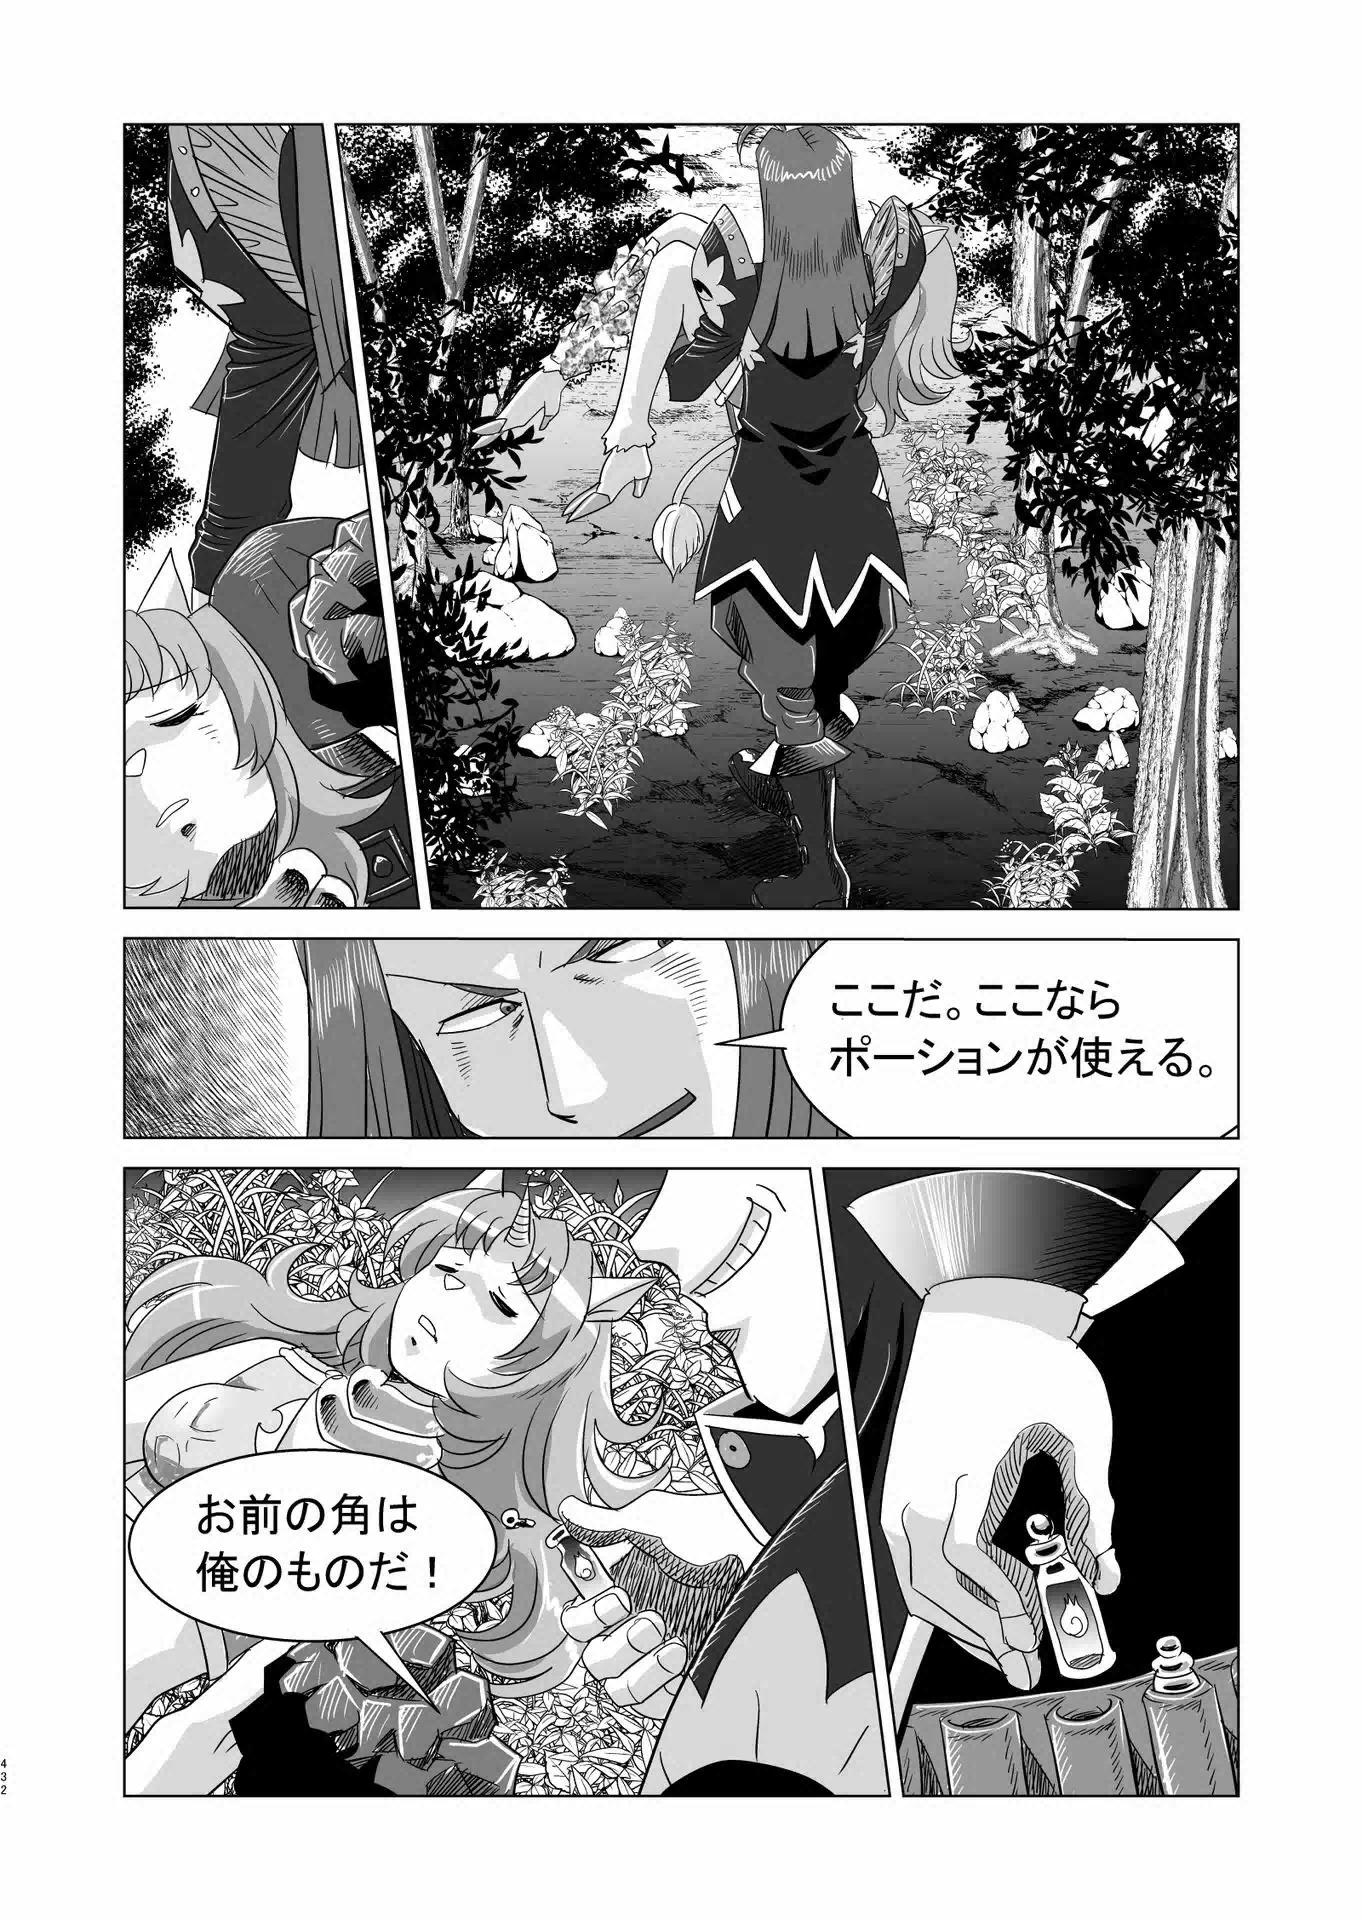 ここだ。ここなら
ポーションが使える。
お前の角は
俺のものだ！
432